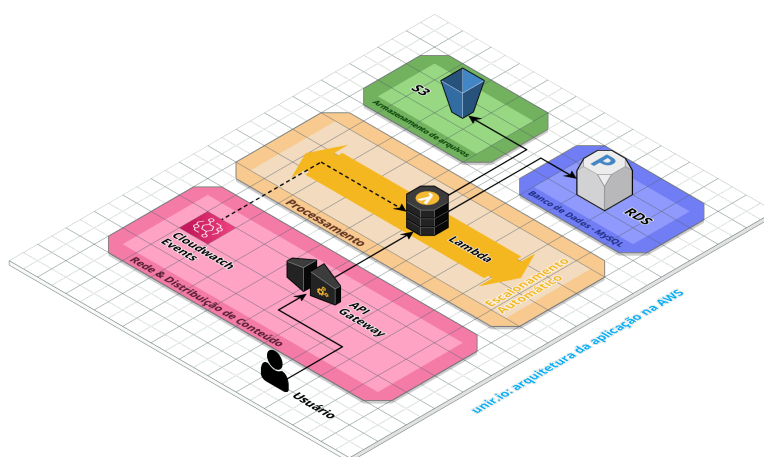 S3
Armazenamento de arquivos
P
RDS
Banco de Dados - MySQL
Processamento
λ
Lambda
Escalonamento
Automático
Cloudwatch
Events
Rede & Distribuição de Conteúdo
API
Gateway
Usuário
unir.io: arquitetura da aplicação na AWS